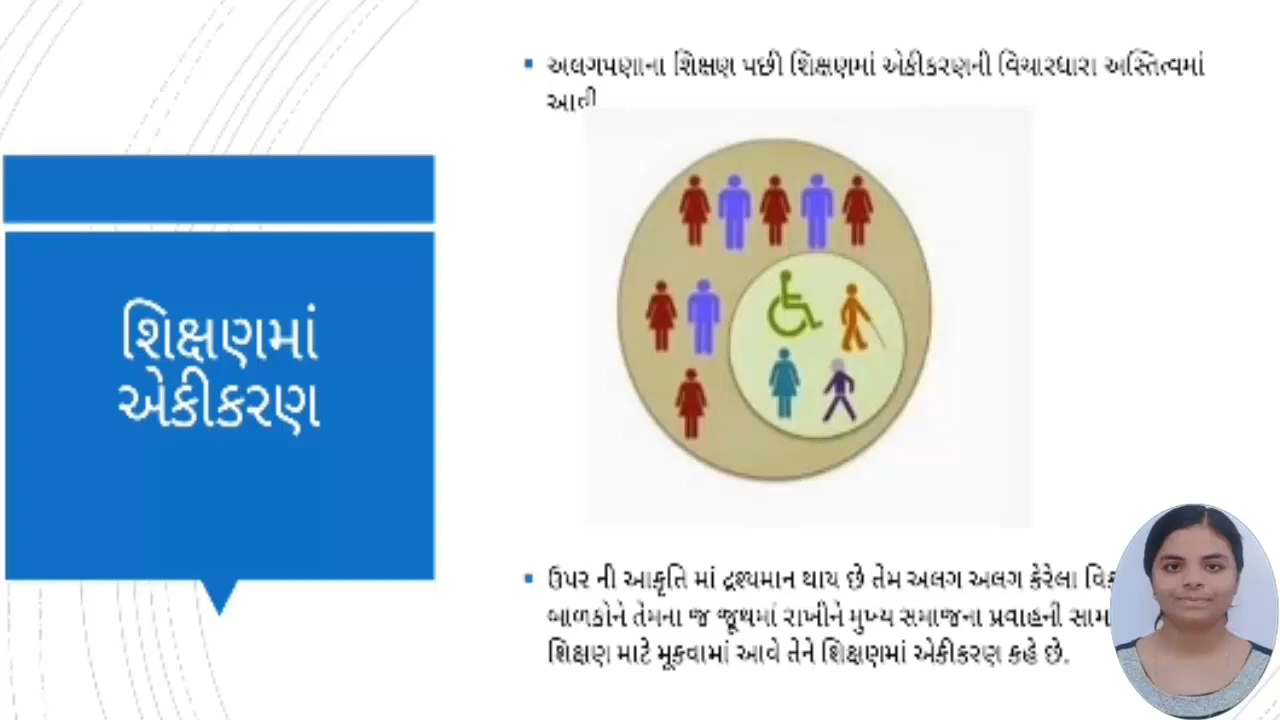 શિક્ષણમાં
એકીકરણ
▪ અલગપણાના શિક્ષણ પછી શિક્ષણમાં એકીકરણની વિચારધારા અસ્તિત્વમાં
આવી
▪ ઉપર ની આકૃતિ માં દ્રશ્યમાન થાય છે તેમ અલગ અલગ કેરેલા
બાળકોને તેમના જ જૂથમાં રાખીને મુખ્ય સમાજના પ્રવાહની
શિક્ષણ માટે મૂકવામાં આવે તેને શિક્ષણમાં એકીકરણ કહે છે.